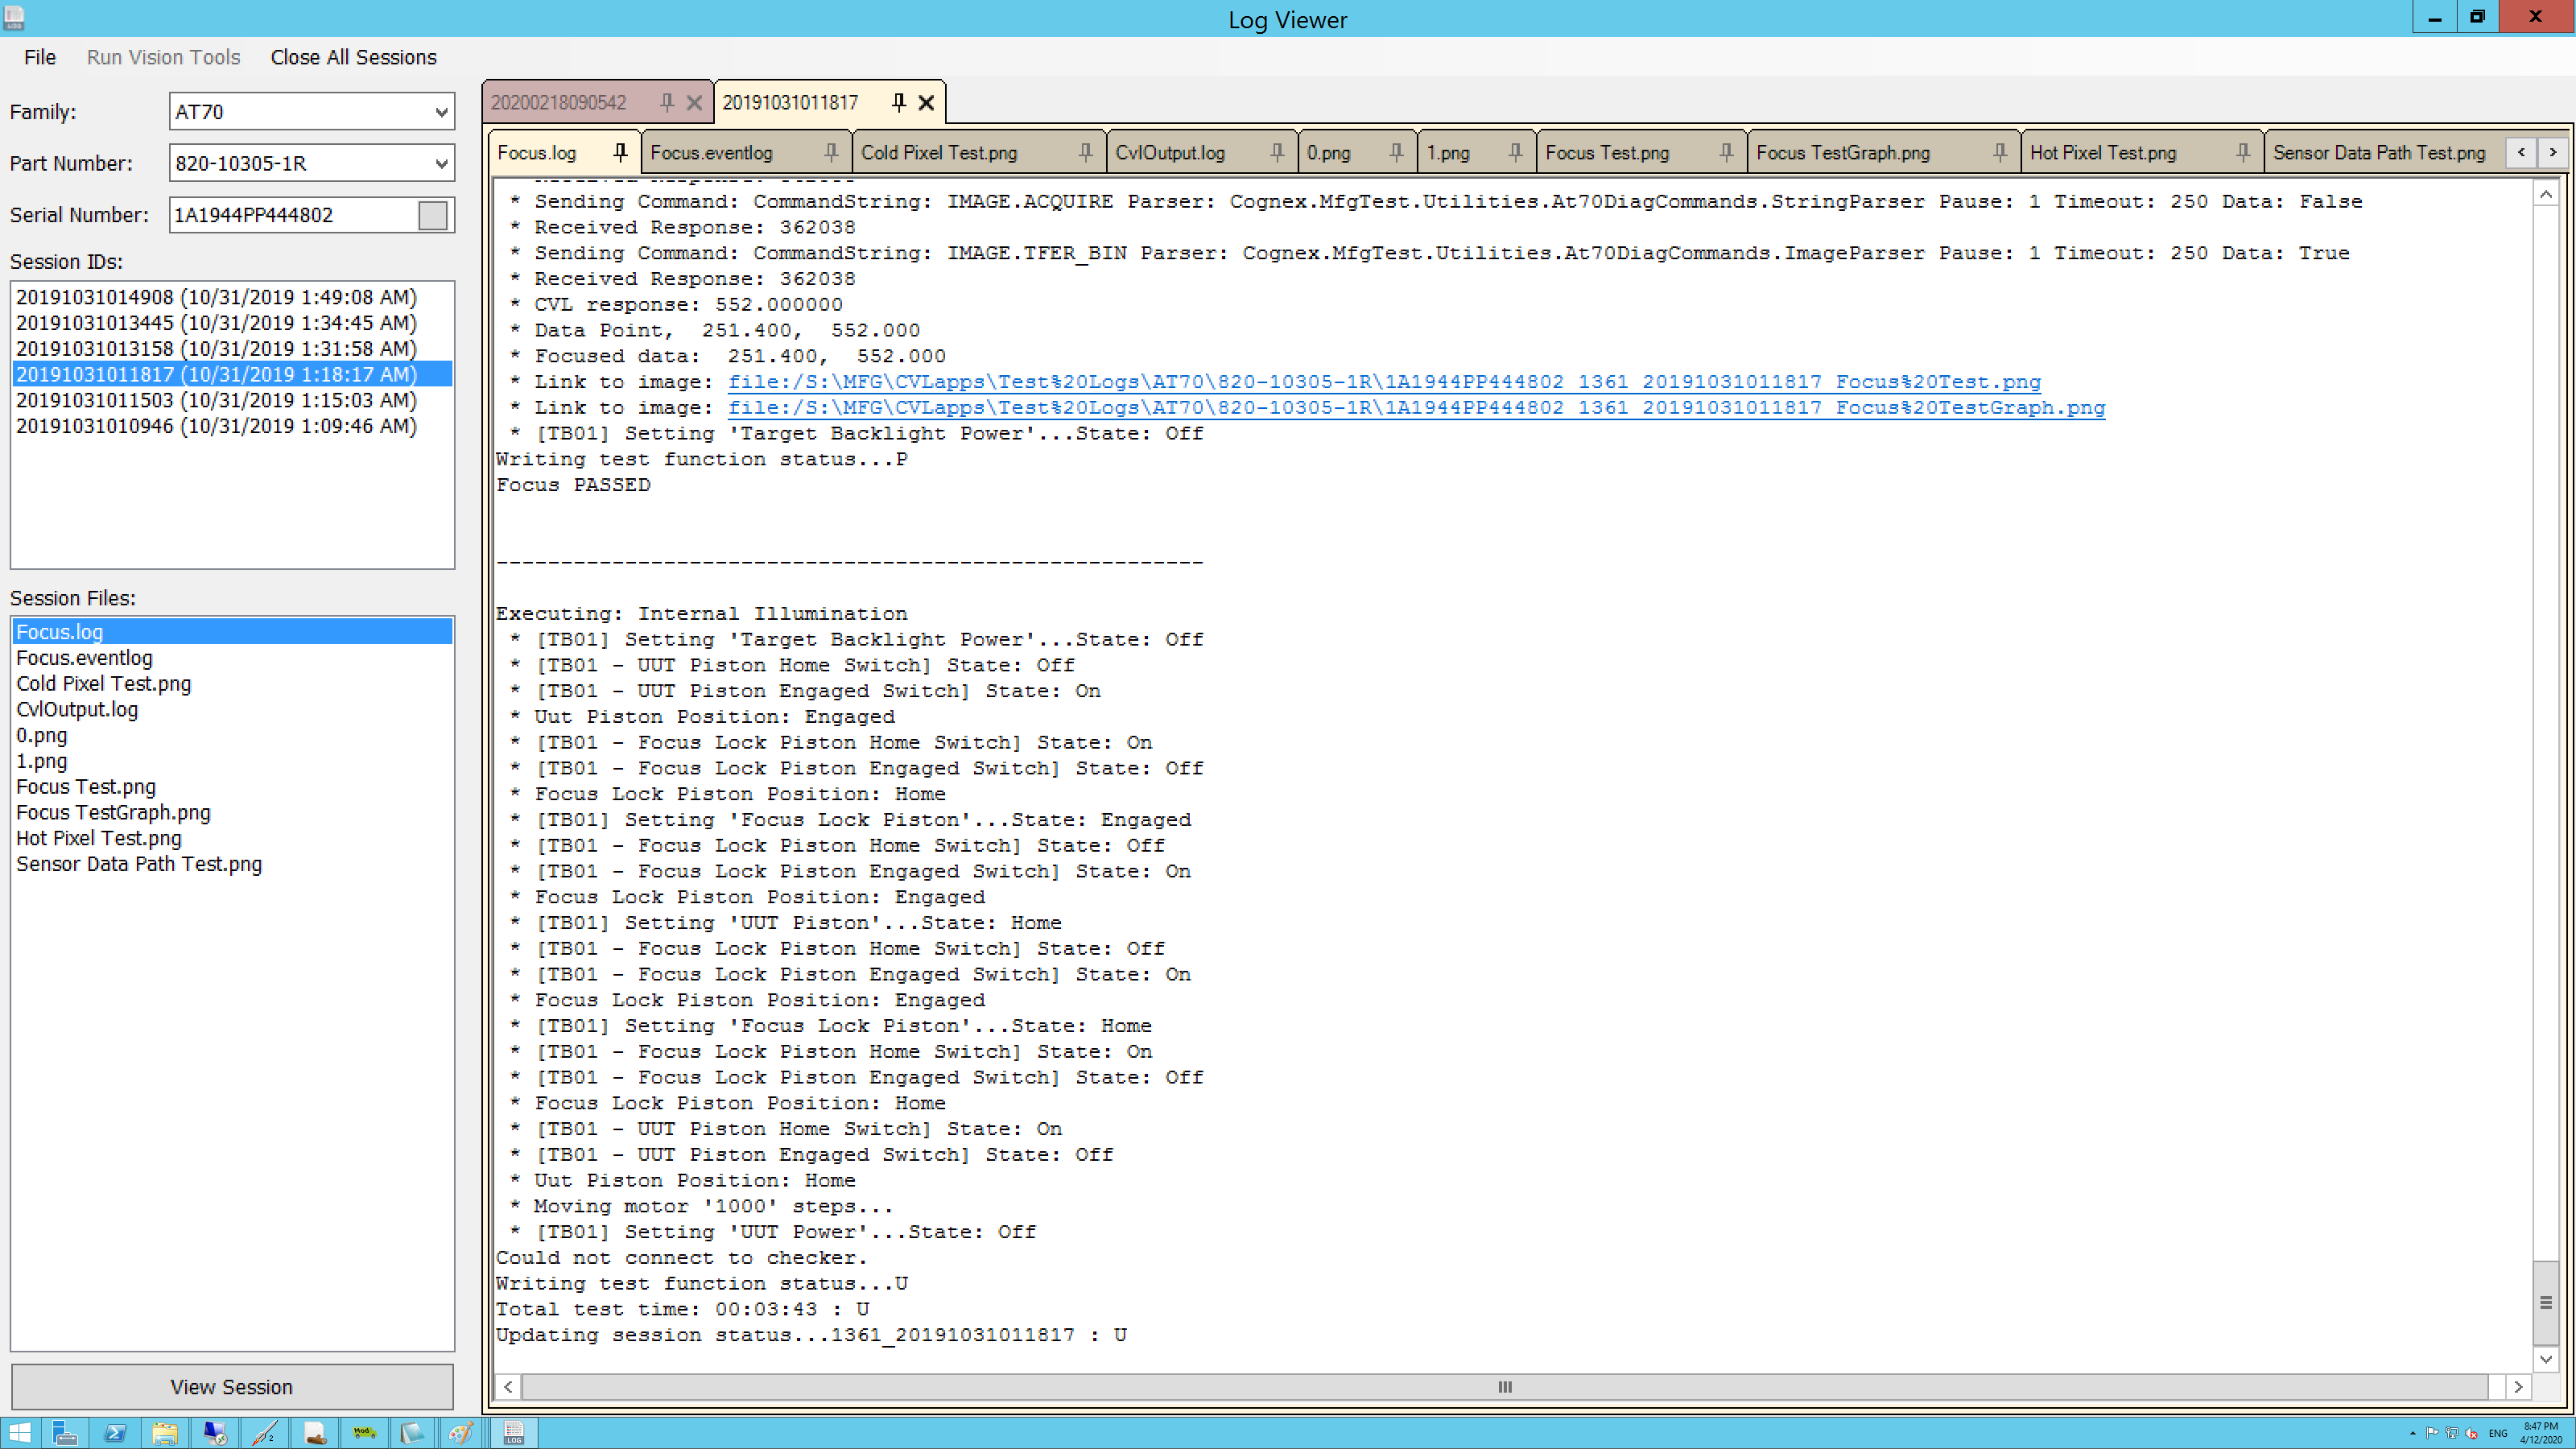 Log Viewer
File Run Vision Tools Close All Sessions
Family: AT70
Part Number: 820-10305-1R
Serial Number: 1A1944PP444802
Session IDs:
20191031014908 (10/31/2019 1:49:08 AM)
20191031013445 (10/31/2019 1:34:45 AM)
20191031013158 (10/31/2019 1:31:58 AM)
20191031011817 (10/31/2019 1:18:17 AM)
20191031011503 (10/31/2019 1:15:03 AM)
20191031010946 (10/31/2019 1:09:46 AM)
Session Files:
Focus.log
Focus.eventlog
Cold Pixel Test.png
CvlOutput.log
0.png
1.png
Focus Test.png
Focus TestGraph.png
Hot Pixel Test.png
Sensor Data Path Test.png
View Session
20200218090542 20191031011817
Focus.log Focus.eventlog Cold Pixel Test.png CvlOutput.log 0.png 1.png Focus Test.png Focus TestGraph.png Hot Pixel Test.png Sensor Data Path Test.png
* Sending Command: CommandString: IMAGE.ACQUIRE Parser: Cognex.MfgTest.Utilities.At70DiagCommands.StringParser Pause: 1 Timeout: 250 Data: False
* Received Response: 362038
* Sending Command: CommandString: IMAGE.TFER_BIN Parser: Cognex.MfgTest.Utilities.At70DiagCommands.ImageParser Pause: 1 Timeout: 250 Data: True
* Received Response: 362038
* CVL response: 552.000000
* Data Point, 251.400, 552.000
* Focused data: 251.400, 552.000
* Link to image: file:/S:\MFG\CVLapps\Test%20Logs\AT70\820-10305-1R\1A1944PP444802_1361_20191031011817_Focus%20Test.png
* Link to image: file:/S:\MFG\CVLapps\Test%20Logs\AT70\820-10305-1R\1A1944PP444802_1361_20191031011817_Focus%20TestGraph.png
* [TB01] Setting 'Target Backlight Power'...State: Off
Writing test function status...P
Focus PASSED
-------------------------------------------------------
Executing: Internal Illumination
* [TB01] Setting 'Target Backlight Power'...State: Off
* [TB01 - UUT Piston Home Switch] State: Off
* [TB01 - UUT Piston Engaged Switch] State: On
* Uut Piston Position: Engaged
* [TB01 - Focus Lock Piston Home Switch] State: On
* [TB01 - Focus Lock Piston Engaged Switch] State: Off
* Focus Lock Piston Position: Home
* [TB01] Setting 'Focus Lock Piston'...State: Engaged
* [TB01 - Focus Lock Piston Home Switch] State: Off
* [TB01 - Focus Lock Piston Engaged Switch] State: On
* Focus Lock Piston Position: Engaged
* [TB01] Setting 'UUT Piston'...State: Home
* [TB01 - Focus Lock Piston Home Switch] State: Off
* [TB01 - Focus Lock Piston Engaged Switch] State: On
* Focus Lock Piston Position: Engaged
* [TB01] Setting 'Focus Lock Piston'...State: Home
* [TB01 - Focus Lock Piston Home Switch] State: On
* [TB01 - Focus Lock Piston Engaged Switch] State: Off
* Focus Lock Piston Position: Home
* [TB01 - UUT Piston Home Switch] State: On
* [TB01 - UUT Piston Engaged Switch] State: Off
* Uut Piston Position: Home
* Moving motor '1000' steps...
* [TB01] Setting 'UUT Power'...State: Off
Could not connect to checker.
Writing test function status...U
Total test time: 00:03:43 : U
Updating session status...1361_20191031011817 : U
ENG
8:47 PM
4/12/2020